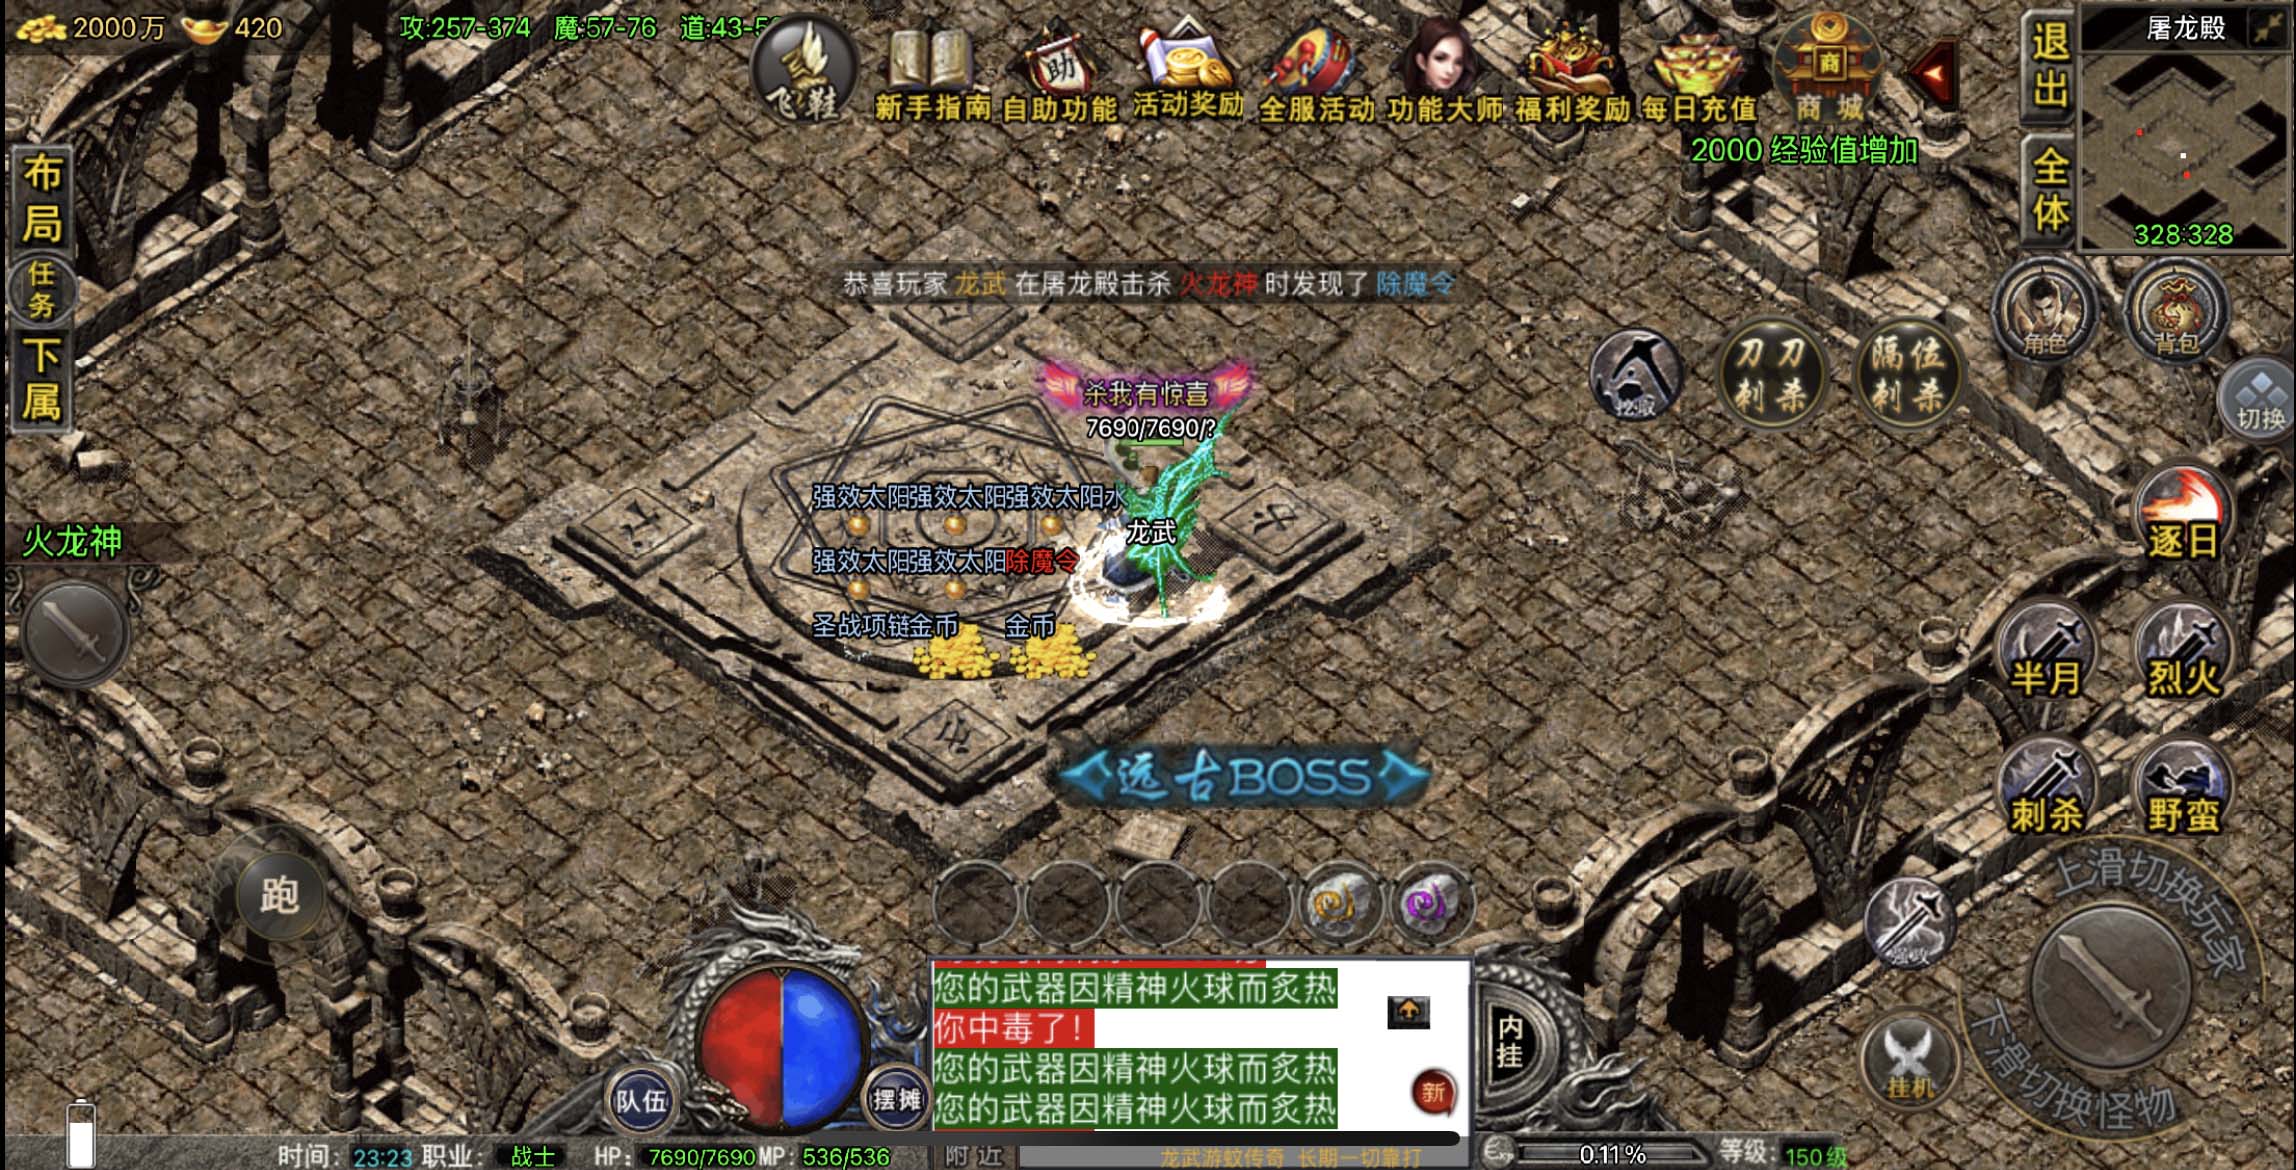 2000万 420
攻:257-374 魔:57-76 道:43-5
飞鞋
新手指南
自助功能
活动奖励
全服活动
功能大师
福利奖励
每日充值
商
商城
2000 经验值增加
退出
全体
屠龙殿
328:328
布局
任务
下属
恭喜玩家 龙武 在屠龙殿击杀 火龙神 时发现了 除魔令
角色
背包
挖取
刀刀刺杀
隔位刺杀
切换
杀我有惊喜
7690/7690/?
强效太阳强效太阳强效太阳水
龙武
强效太阳强效太阳除魔令
圣战项链金币 金币
火龙神
逐日
半月
烈火
刺杀
野蛮
远古BOSS
跑
上滑切换玩家
下滑切换怪物
挂机
您的武器因精神火球而炙热
你中毒了！
您的武器因精神火球而炙热
您的武器因精神火球而炙热
新
内挂
队伍
摆摊
时间: 23:23 职业: 战士 HP: 7690/7690 MP: 536/536
附近
龙武游蚊传奇 长期一切靠打
Exp
0.11%
等级: 150级